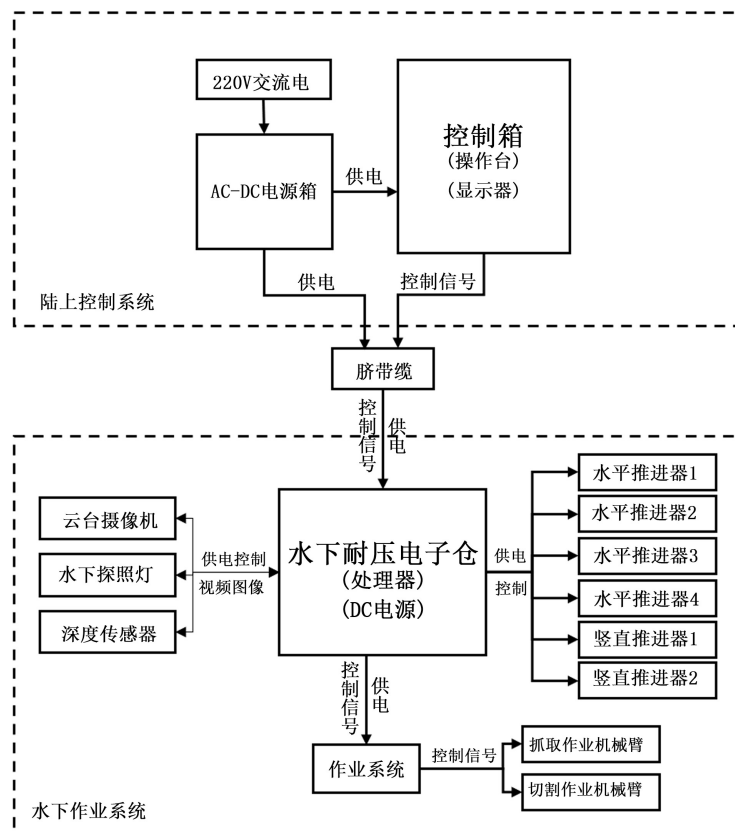 220V交流电
AC-DC电源箱
供电
控制箱
(操作台)
(显示器)
供电
控制信号
陆上控制系统
脐带缆
控制信号
供电
云台摄像机
水下探照灯
深度传感器
供电控制
视频图像
水下耐压电子仓
(处理器)
(DC电源)
供电
控制
水平推进器1
水平推进器2
水平推进器3
水平推进器4
竖直推进器1
竖直推进器2
控制信号
供电
作业系统
控制信号
抓取作业机械臂
切割作业机械臂
水下作业系统